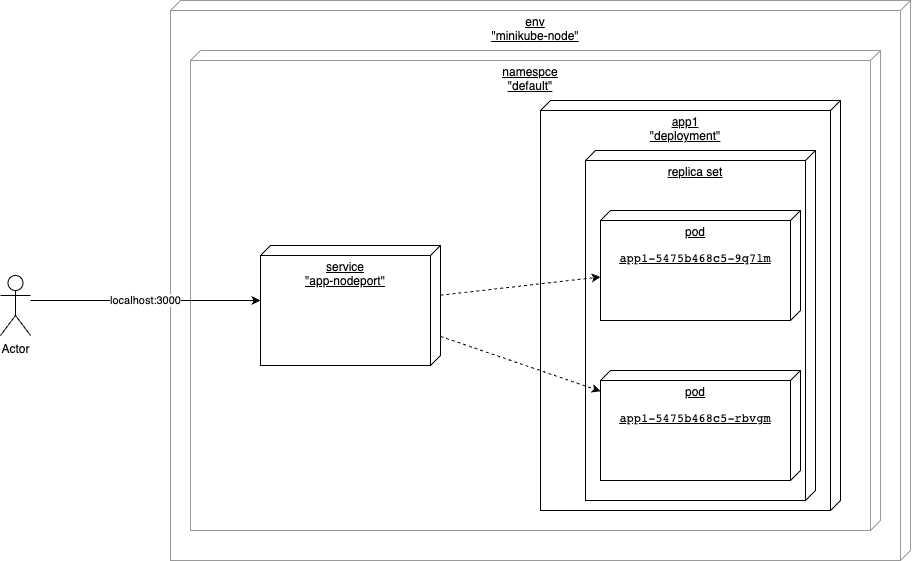 env
"minikube-node"
namespce
"default"
app1
"deployment"
replica set
pod
app1-5475b468c5-9q7lm
service
"app-nodeport"
localhost:3000
Actor
pod
app1-5475b468c5-rbvgm